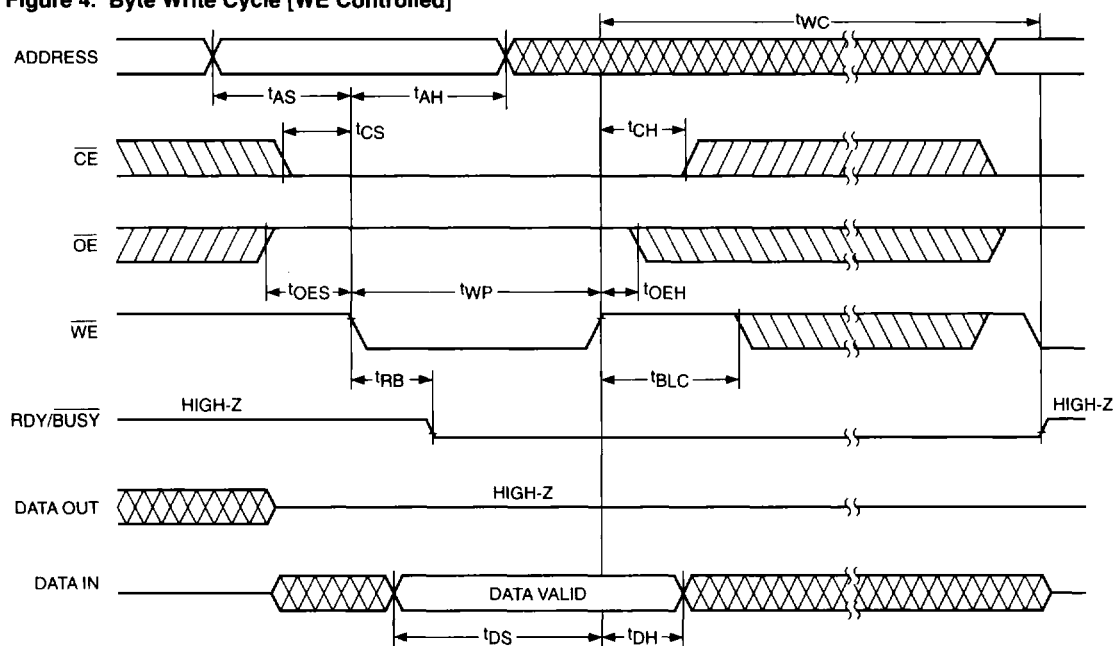 Figure 4. Byte Write Cycle [WE Controlled]
tWC
ADDRESS
tAS
tAH
tCS
tCH
CE
OE
tOES
tWP
tOEH
WE
tRB
tBLC
HIGH-Z
HIGH-Z
RDY/BUSY
HIGH-Z
DATA OUT
DATA IN
DATA VALID
tDS
tDH